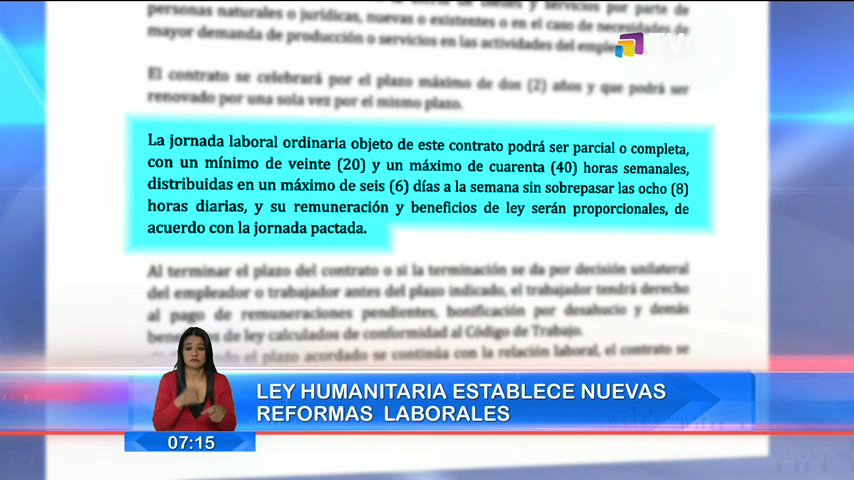 personas naturales o jurídicas, nuevas o existentes o en el caso de necesidades de
mayor demanda de producción o servicios en las actividades del
El contrato se celebrará por el plazo máximo de dos (2) años y que podrá ser
renovado por una sola vez por el mismo plazo.
La jornada laboral ordinaria objeto de este contrato podrá ser parcial o completa,
con un mínimo de veinte (20) y un máximo de cuarenta (40) horas semanales,
distribuidas en un máximo de seis (6) días a la semana sin sobrepasar las ocho (8)
horas diarias, y su remuneración y beneficios de ley serán proporcionales, de
acuerdo con la jornada pactada.
Al terminar el plazo del contrato o si la terminación se da por decisión unilateral
del empleador o trabajador antes del plazo indicado, el trabajador tendrá derecho
al pago de remuneraciones pendientes, bonificación por desahucio y demás
de ley calculados de conformidad al Código de Trabajo.
el plazo acordado se continúa con la relación laboral, el contrato se
LEY HUMANITARIA ESTABLECE NUEVAS
REFORMAS LABORALES
07:15